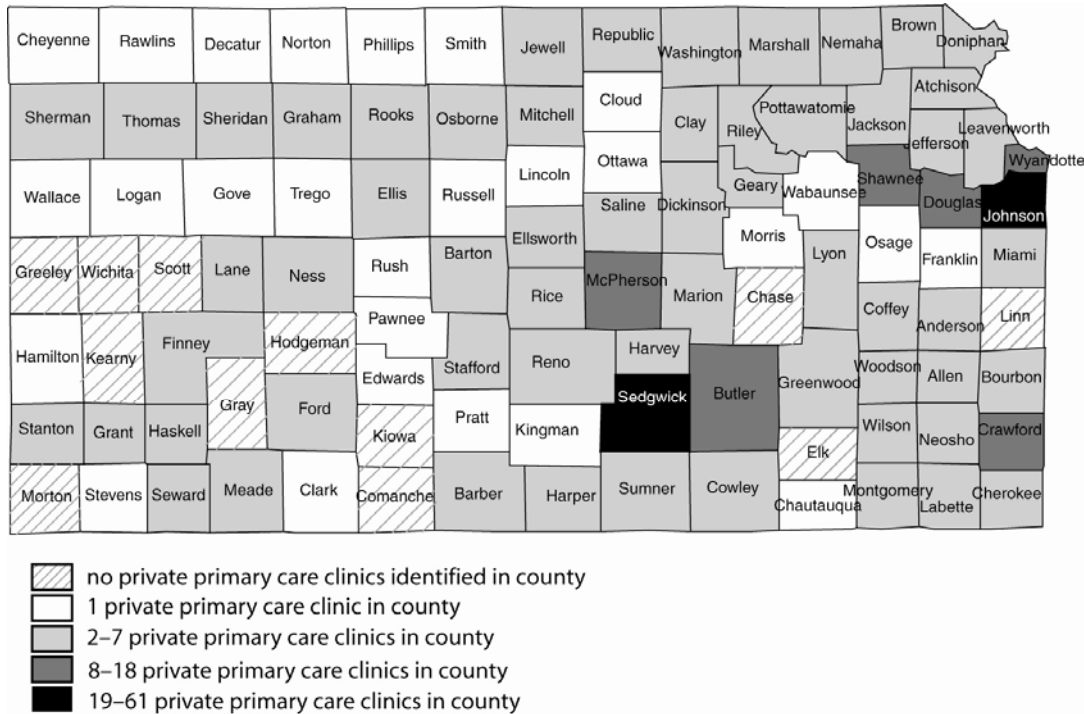 Cheyenne Rawlins Decatur Norton Phillips Smith Jewell Republic Washington Marshall Nemaha Brown Doniphan
Sherman Thomas Sheridan Graham Rooks Osborne Mitchell Cloud Clay Riley Pottawatomie Jackson Atchison
Jefferson Leavenworth
Wallace Logan Gove Trego Ellis Russell Lincoln Ottawa Saline Dickinson Geary Wabaunsee Shawnee Douglas Wyandotte
Johnson
Greeley Wichita Scott Lane Ness Rush Barton Ellsworth McPherson Marion Morris Chase Lyon Osage Franklin Miami
Hamilton Kearny Finney Hodgeman Pawnee Rice Coffey Anderson Linn
Gray Ford Edwards Stafford Reno Harvey Sedgwick Butler Greenwood Woodson Allen Bourbon
Stanton Grant Haskell Kiowa Pratt Kingman Elk Wilson Neosho Crawford
Morton Stevens Seward Meade Clark Comanche Barber Harper Sumner Cowley Chautauqua Montgomery Labette Cherokee
no private primary care clinics identified in county
1 private primary care clinic in county
2–7 private primary care clinics in county
8–18 private primary care clinics in county
19–61 private primary care clinics in county